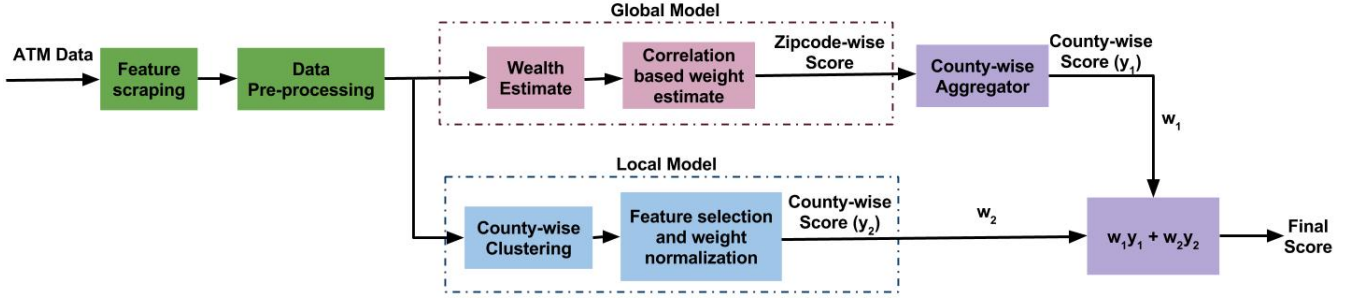 Global Model
ATM Data
Feature
scraping
Data
Pre-processing
Wealth
Estimate
Correlation
based weight
estimate
Zipcode-wise
Score
County-wise
Aggregator
County-wise
Score (y₁)
w₁
Local Model
County-wise
Clustering
Feature selection
and weight
normalization
County-wise
Score (y₂)
w₂
w₁y₁ + w₂y₂
Final
Score